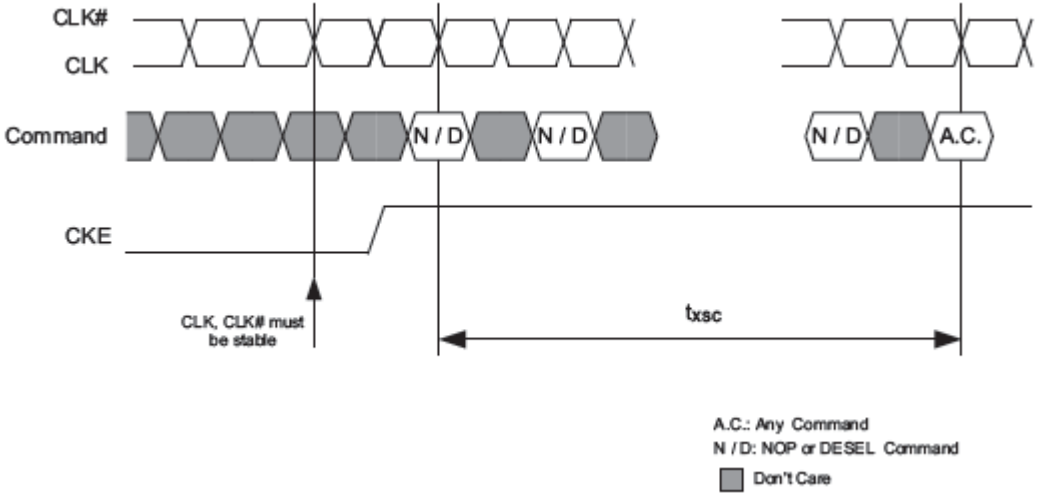 CLK#
CLK
Command
N / D
N / D
N / D
A.C.
CKE
CLK, CLK# must
be stable
txsc
A.C.: Any Command
N / D: NOP or DESEL Command
Don't Care